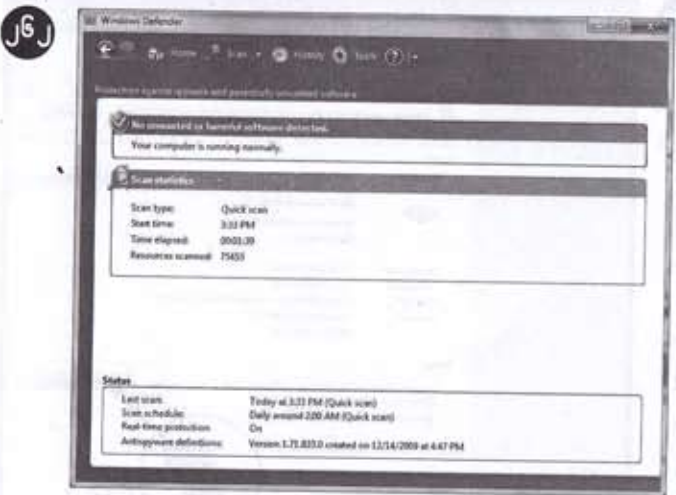 JGJ
Windows Defender
Home Scan History Tools ?
Protection against spyware and potentially unwanted software
No unwanted or harmful software detected.
Your computer is running normally.
Scan statistics
Scan type: Quick scan
Start time: 3:33 PM
Time elapsed: 00:01:39
Resources scanned: 75653
Status
Last scan: Today at 3:33 PM (Quick scan)
Scan schedule: Daily around 2:00 AM (Quick scan)
Real-time protection: On
Antispyware definitions: Version 1.71.833.0 created on 12/14/2009 at 4:47 PM